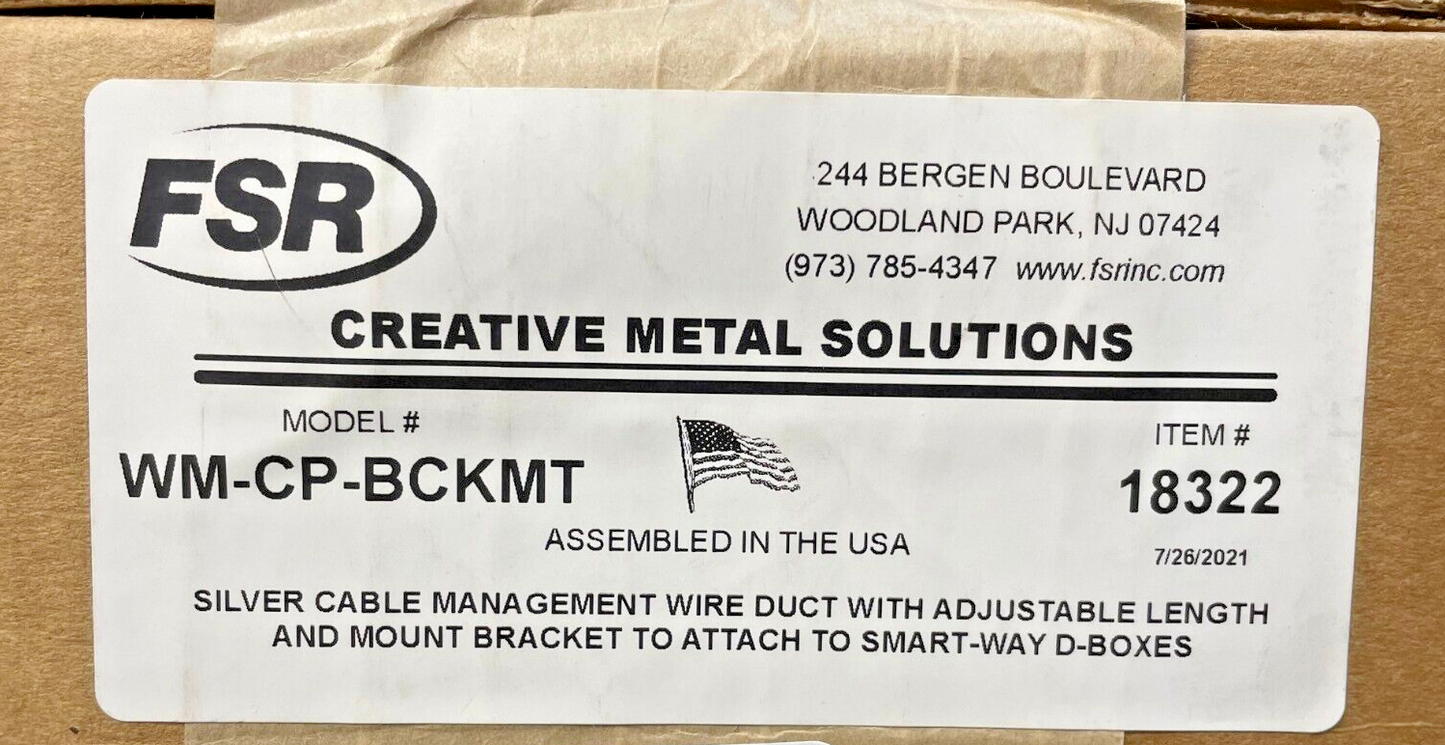 FSR
244 BERGEN BOULEVARD
WOODLAND PARK, NJ 07424
(973) 785-4347 www.fsrinc.com
CREATIVE METAL SOLUTIONS
MODEL #
WM-CP-BCKMT
ITEM #
18322
ASSEMBLED IN THE USA
7/26/2021
SILVER CABLE MANAGEMENT WIRE DUCT WITH ADJUSTABLE LENGTH
AND MOUNT BRACKET TO ATTACH TO SMART-WAY D-BOXES